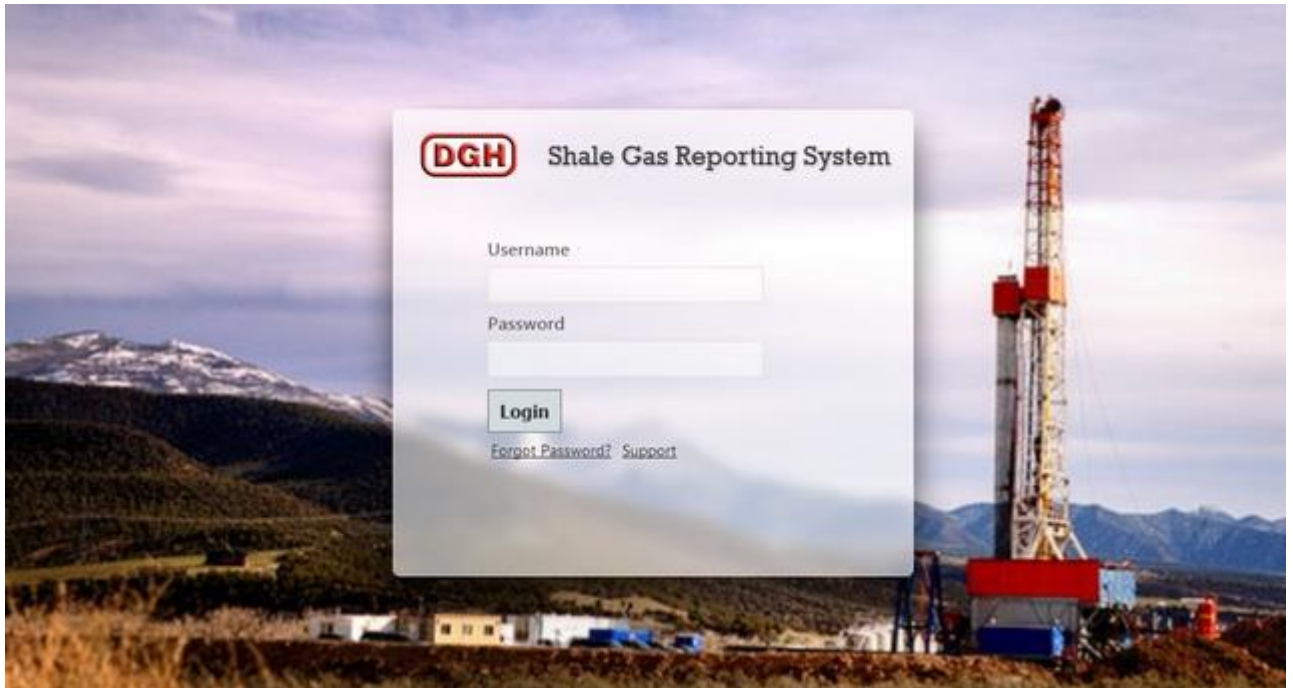 DGH
Shale Gas Reporting System
Username
Password
Login
Forgot Password? Support